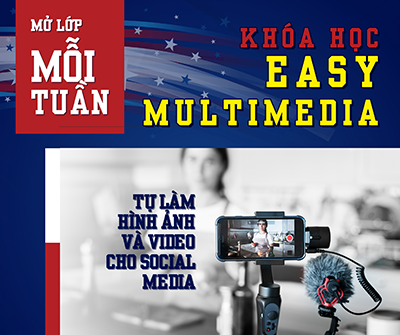 MỞ LỚP
MỖI
TUẦN
KHÓA HỌC
EASY
MULTIMEDIA
TỰ LÀM
HÌNH ẢNH
VÀ VIDEO
CHO SOCIAL
MEDIA